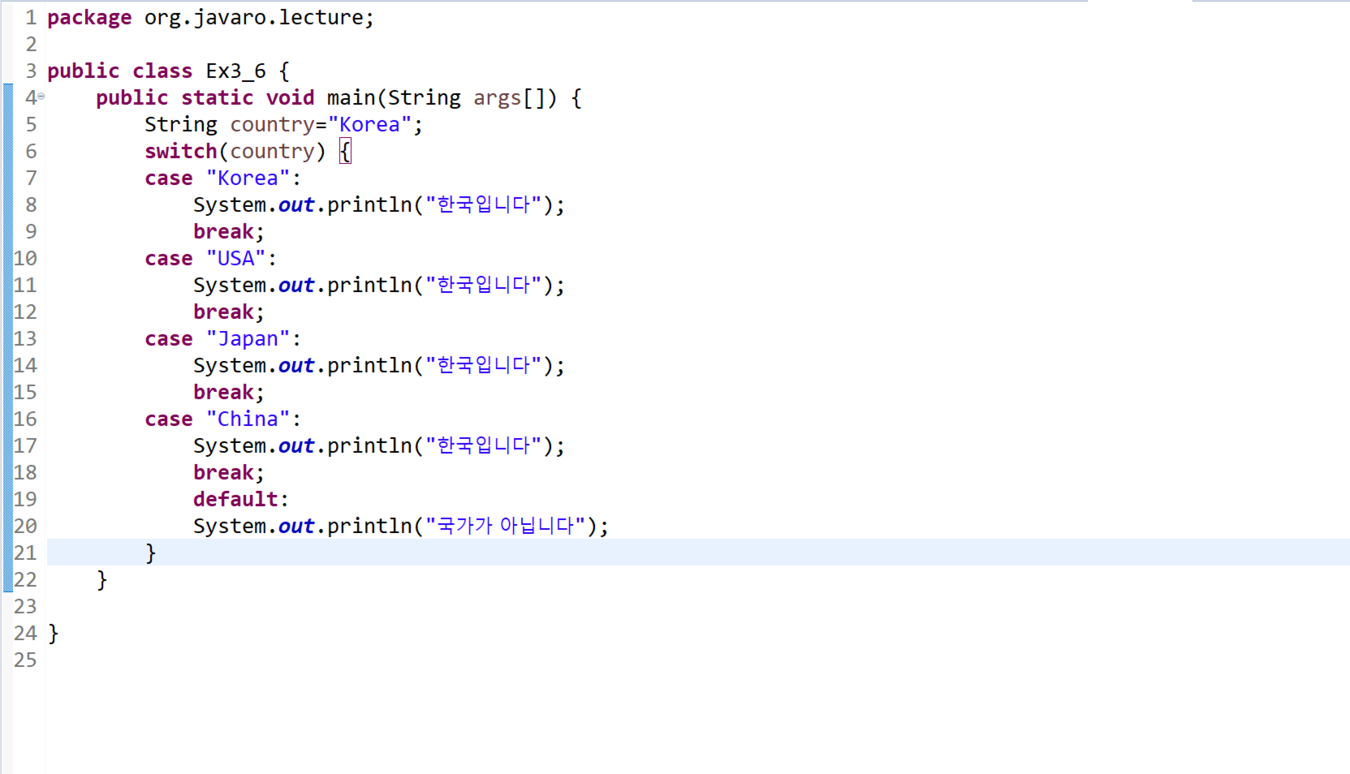 1 package org.javaro.lecture;
2
3 public class Ex3_6 {
4     public static void main(String args[]) {
5         String country="Korea";
6         switch(country) {
7         case "Korea":
8             System.out.println("한국입니다");
9             break;
10         case "USA":
11             System.out.println("한국입니다");
12             break;
13         case "Japan":
14             System.out.println("한국입니다");
15             break;
16         case "China":
17             System.out.println("한국입니다");
18             break;
19             default:
20             System.out.println("국가가 아닙니다");
21         }
22     }
23
24 }
25